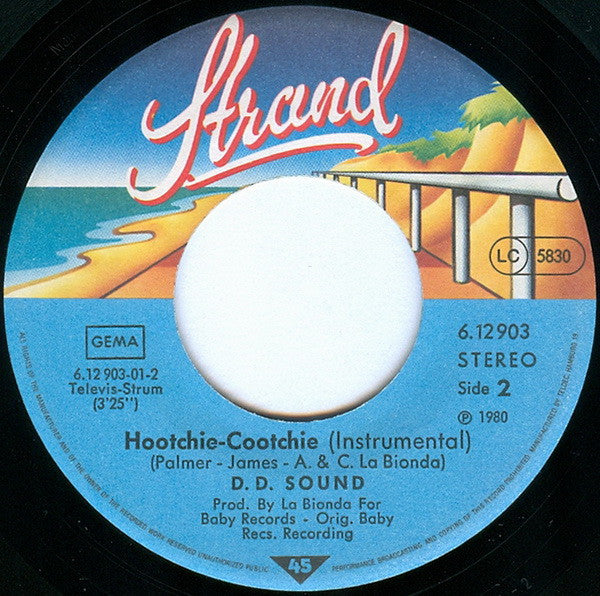 Strand
LC 5830
GEMA
6.12 903-01-2
Televis-Strum
(3'25")
6.12903
STEREO
Side 2
℗ 1980
Hootchie-Cootchie (Instrumental)
(Palmer - James - A. & C. La Bionda)
D. D. SOUND
Prod. By La Bionda For
Baby Records - Orig. Baby
Recs. Recording
45